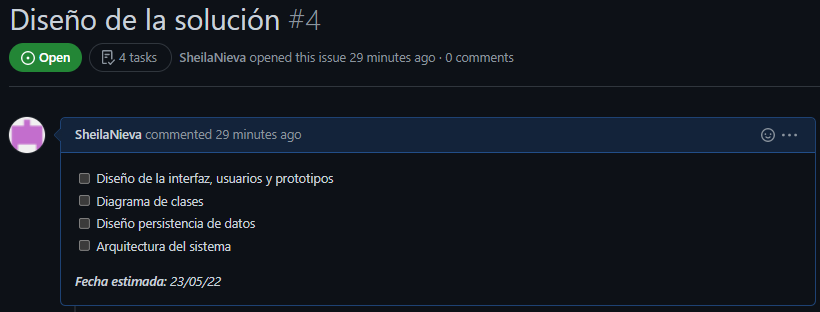 Diseño de la solución #4
Open 4 tasks SheilaNieva opened this issue 29 minutes ago · 0 comments
SheilaNieva commented 29 minutes ago
Diseño de la interfaz, usuarios y prototipos
Diagrama de clases
Diseño persistencia de datos
Arquitectura del sistema
Fecha estimada: 23/05/22